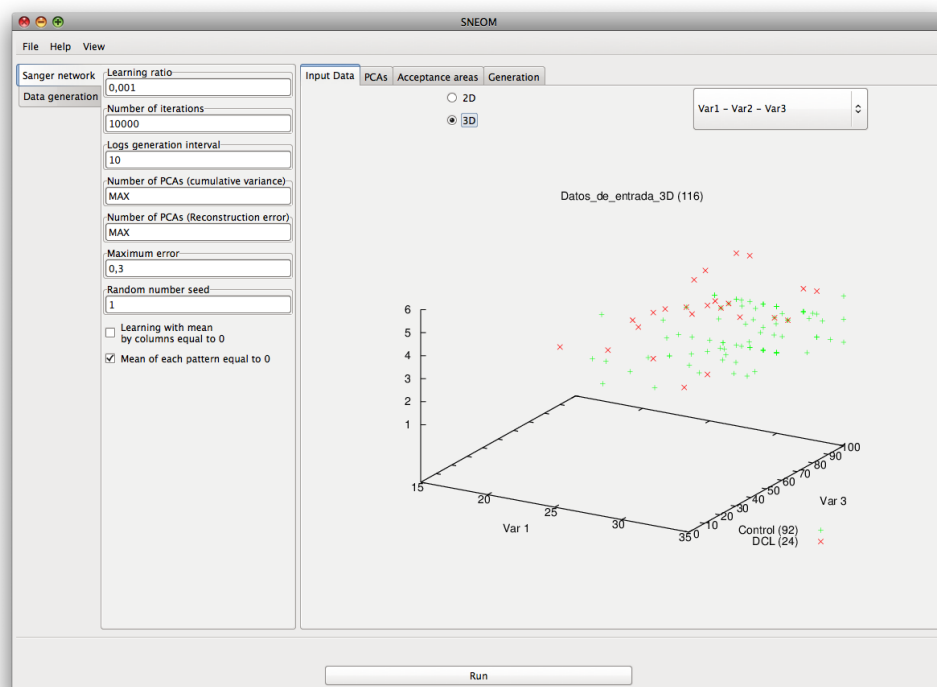 SNEOM
File Help View
Sanger network
Data generation
Learning ratio
0,001
Number of iterations
10000
Logs generation interval
10
Number of PCAs (cumulative variance)
MAX
Number of PCAs (Reconstruction error)
MAX
Maximum error
0,3
Random number seed
1
Learning with mean
by columns equal to 0
Mean of each pattern equal to 0
Input Data PCAs Acceptance areas Generation
2D
3D
Var1 - Var2 - Var3
Datos_de_entrada_3D (116)
6
5
4
3
2
1
15
20
25
30
35
Var 1
0
10
20
30
40
50
60
70
80
90
100
Var 3
Control (92)
DCL (24)
Run